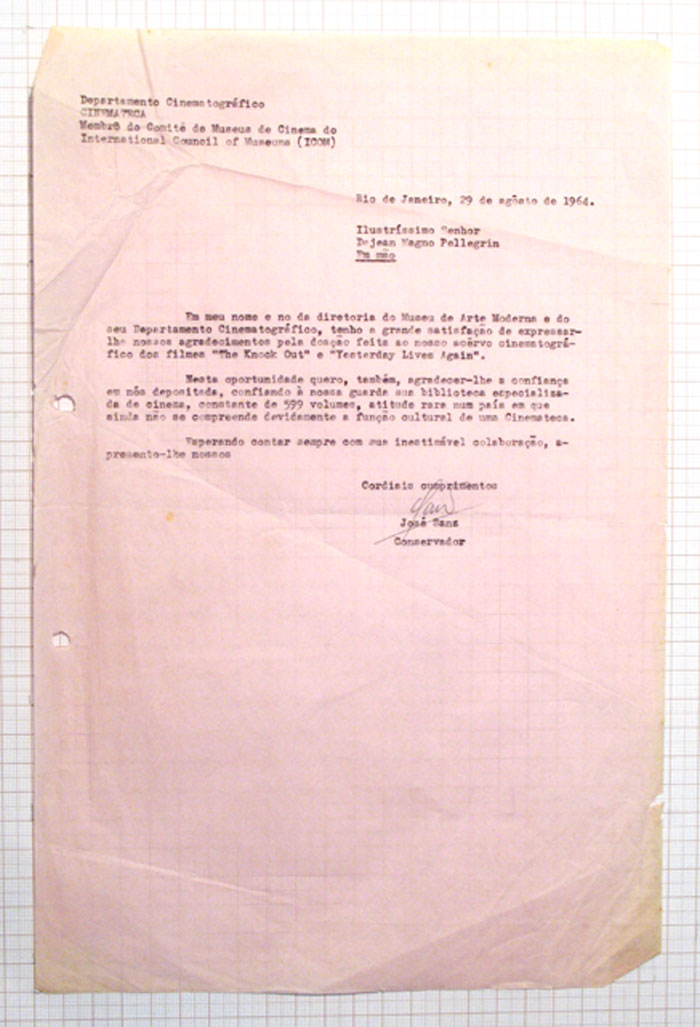 Departamento Cinematográfico
CINEMATECA
Membro do Comité de Museus de Cinema do
International Council of Museums (ICOM)
Rio de Janeiro, 29 de agôsto de 1964.
Ilustríssimo Senhor
Dejean Magno Pellegrin
Em mão
Em meu nome e no da diretoria do Museu de Arte Moderna e do
seu Departamento Cinematográfico, tenho a grande satisfação de expressar-
lhe nossos agradecimentos pela doação feita ao nosso acêrvo cinematográ-
fico dos filmes "The Knock Out" e "Yesterday Lives Again".
Nesta oportunidade quero, também, agradecer-lhe a confiança
em nós depositada, confiando à nossa guarda sua biblioteca especializa-
da de cinema, constante de 599 volumes, atitude rara num país em que
ainda não se compreende devidamente a função cultural de uma Cinemateca.
Esperando contar sempre com sua inestimável colaboração, a-
presento-lhe nossos
Cordiais cumprimentos
José Sanz
Conservador